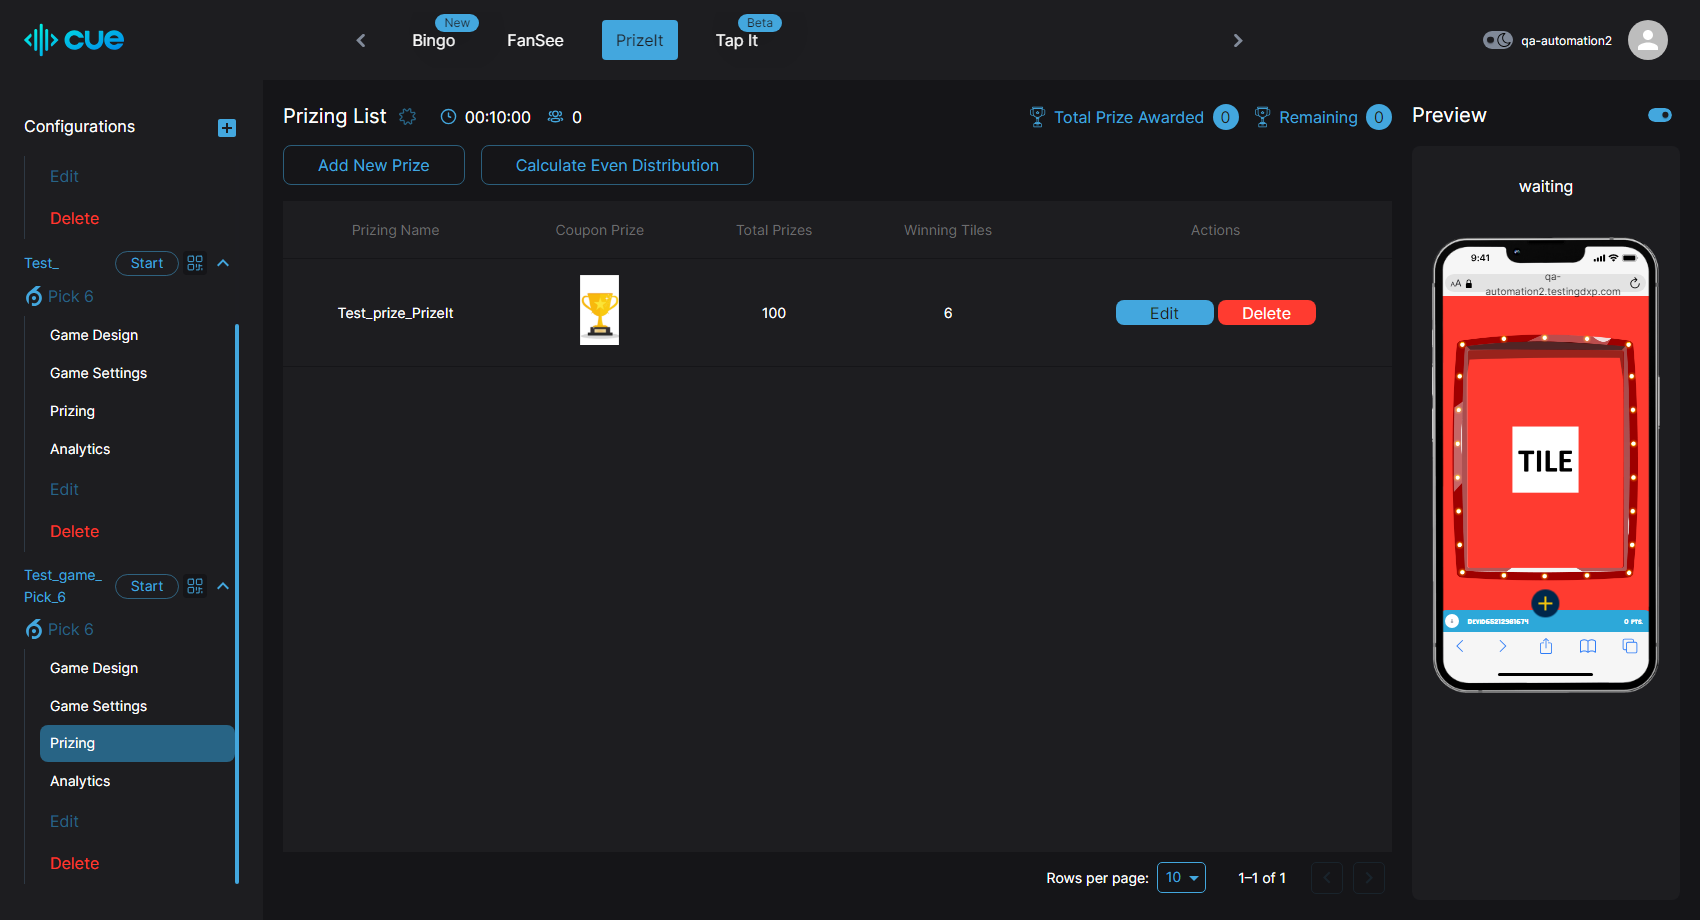 cue
New
Bingo
FanSee
PrizeIt
Beta
Tap It
qa-automation2
Configurations
Edit
Delete
Test_
Start
Pick 6
Game Design
Game Settings
Prizing
Analytics
Edit
Delete
Test_game_
Pick_6
Start
Pick 6
Game Design
Game Settings
Prizing
Analytics
Edit
Delete
Prizing List
00:10:00
0
Total Prize Awarded 0
Remaining 0
Add New Prize
Calculate Even Distribution
Prizing Name
Coupon Prize
Total Prizes
Winning Tiles
Actions
Test_prize_PrizeIt
100
6
Edit
Delete
Rows per page: 10
1–1 of 1
Preview
waiting
9:41
AA
qa-
automation2.testingdxp.com
TILE
0 PTS.